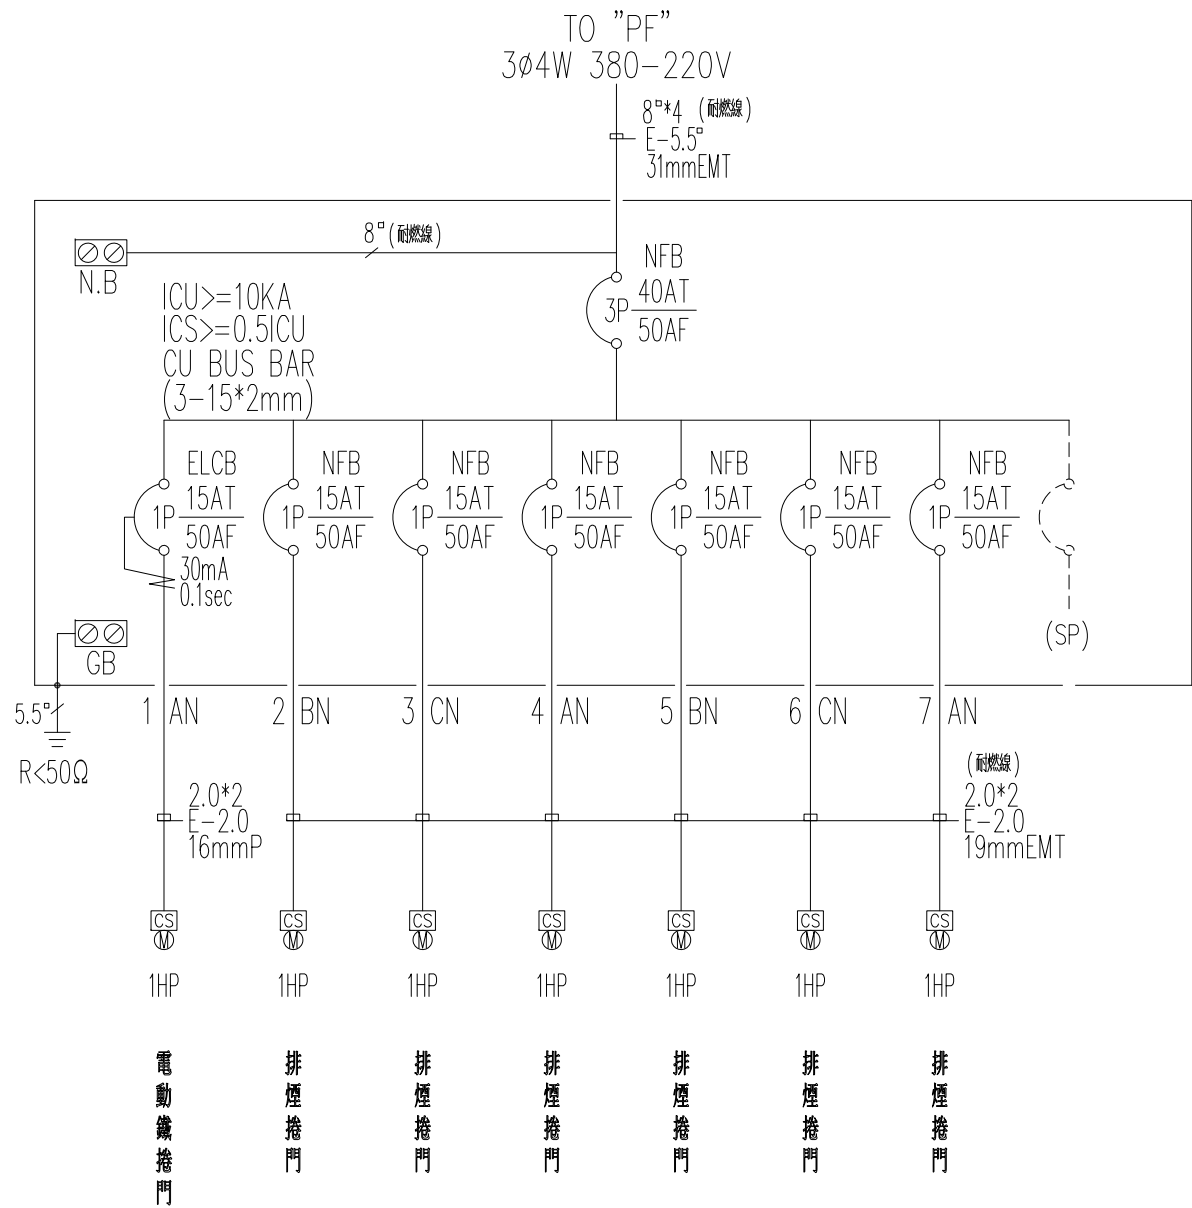 TO "PF"
3ø4W 380-220V
8□*4 (耐燃線)
E-5.5□
31mmEMT
8□(耐燃線)
N.B
NFB
3P 40AT
50AF
ICU>=10KA
ICS>=0.5ICU
CU BUS BAR
(3-15*2mm)
ELCB NFB NFB NFB NFB NFB NFB
1P 15AT 1P 15AT 1P 15AT 1P 15AT 1P 15AT 1P 15AT 1P 15AT
50AF 50AF 50AF 50AF 50AF 50AF 50AF
30mA
0.1sec
(SP)
GB
5.5□
1 AN 2 BN 3 CN 4 AN 5 BN 6 CN 7 AN
R<50Ω
2.0*2
E-2.0
16mmP
(耐燃線)
2.0*2
E-2.0
19mmEMT
CS CS CS CS CS CS CS
M M M M M M M
1HP 1HP 1HP 1HP 1HP 1HP 1HP
電動鐵捲門
排煙捲門
排煙捲門
排煙捲門
排煙捲門
排煙捲門
排煙捲門